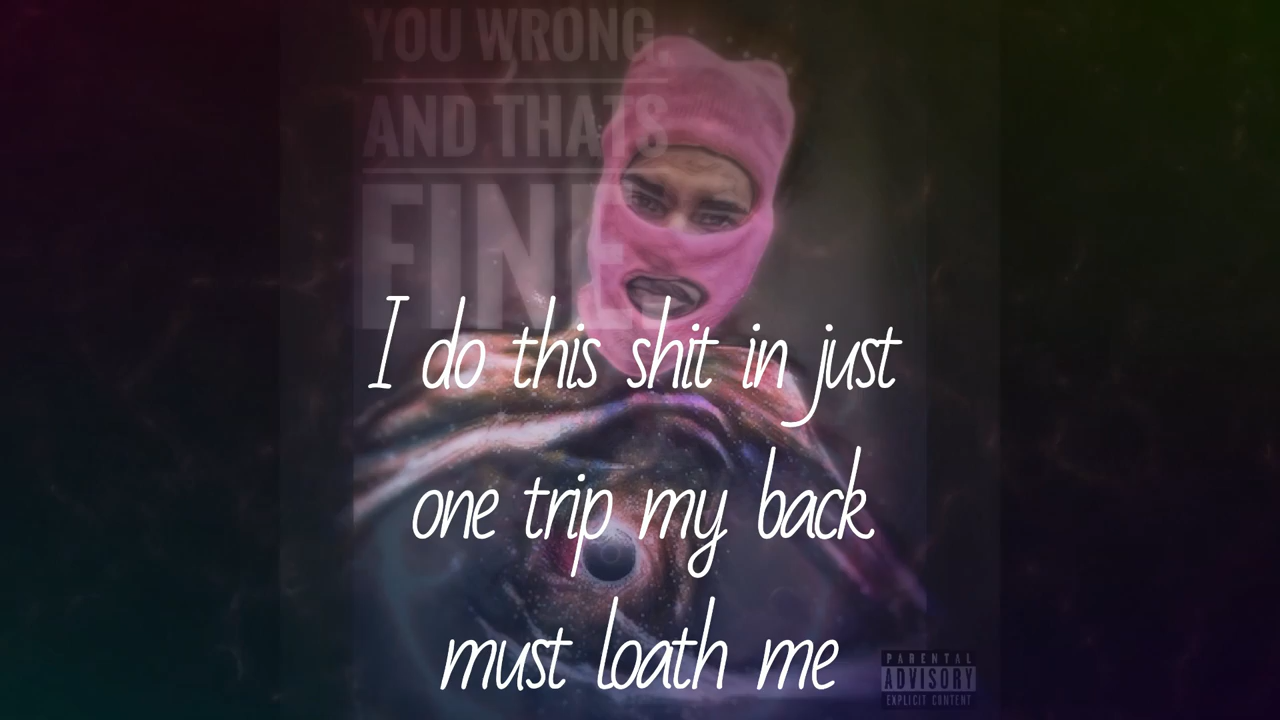 YOU WRONG,
AND THATS
FINE
I do this shit in just
one trip my back
must loath me
PARENTAL
ADVISORY
EXPLICIT CONTENT